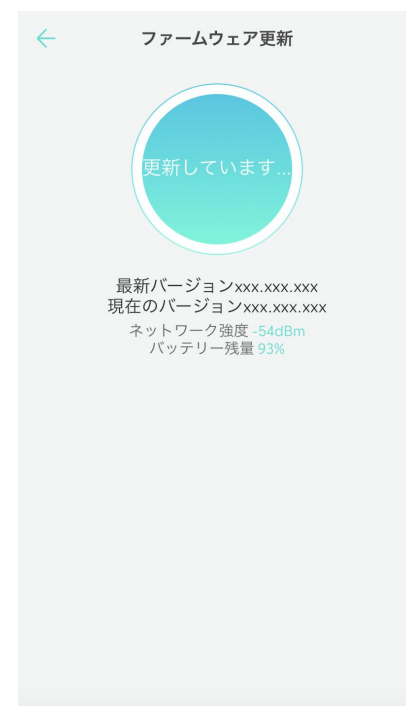 ファームウェア更新
更新しています...
最新バージョンxxx.xxx.xxx
現在のバージョンxxx.xxx.xxx
ネットワーク強度 -54dBm
バッテリー残量 93%